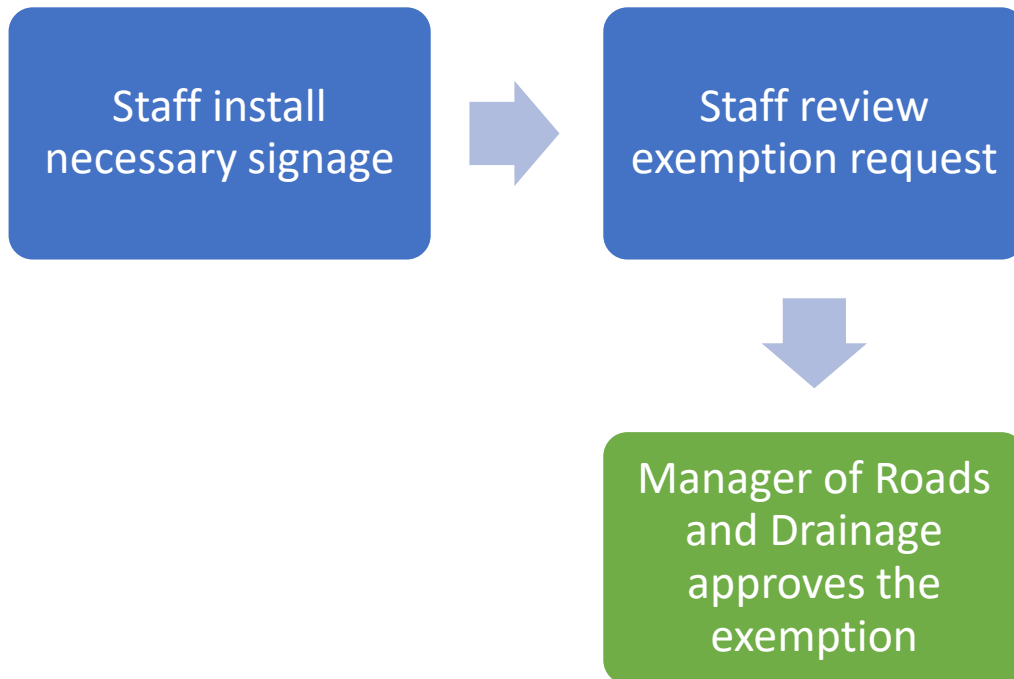 Staff install
necessary signage
Staff review
exemption request
Manager of Roads
and Drainage
approves the
exemption